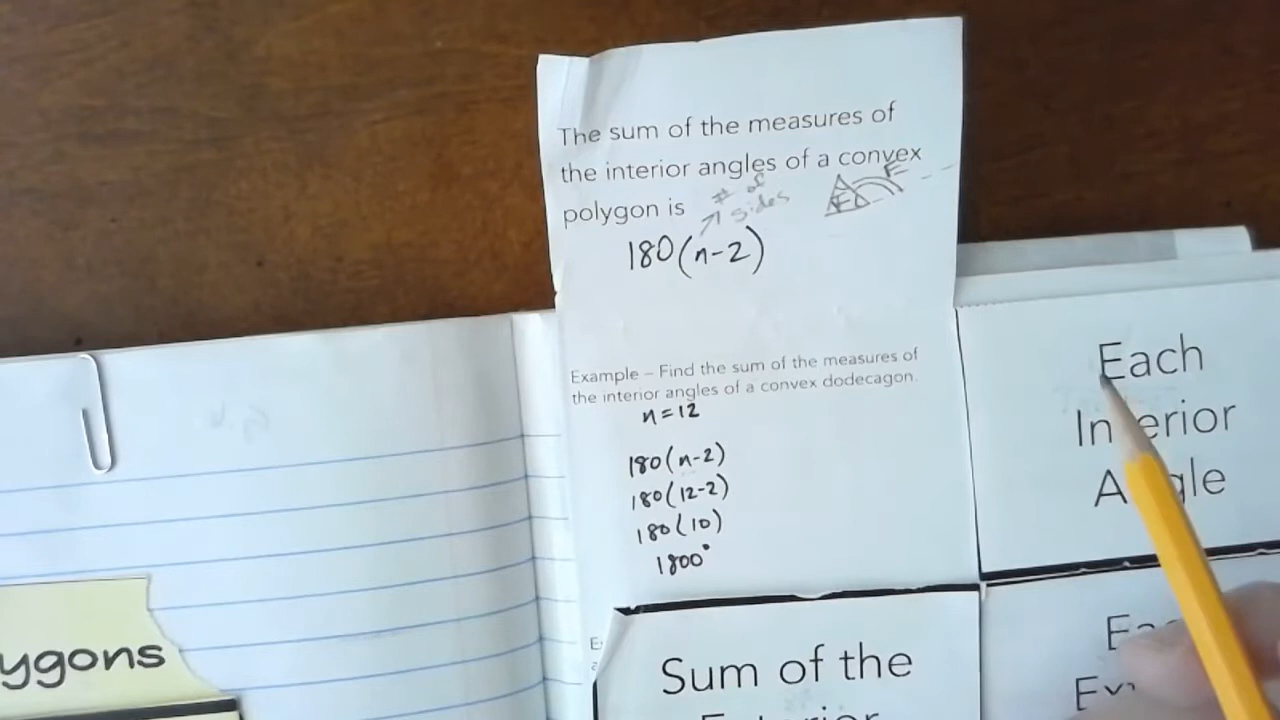 The sum of the measures of
the interior angles of a convex
polygon is
# of
sides
180(n-2)
Example – Find the sum of the measures of
the interior angles of a convex dodecagon.
n=12
180(n-2)
180(12-2)
180(10)
1800°
Each
Interior
Angle
ygons
Sum of the